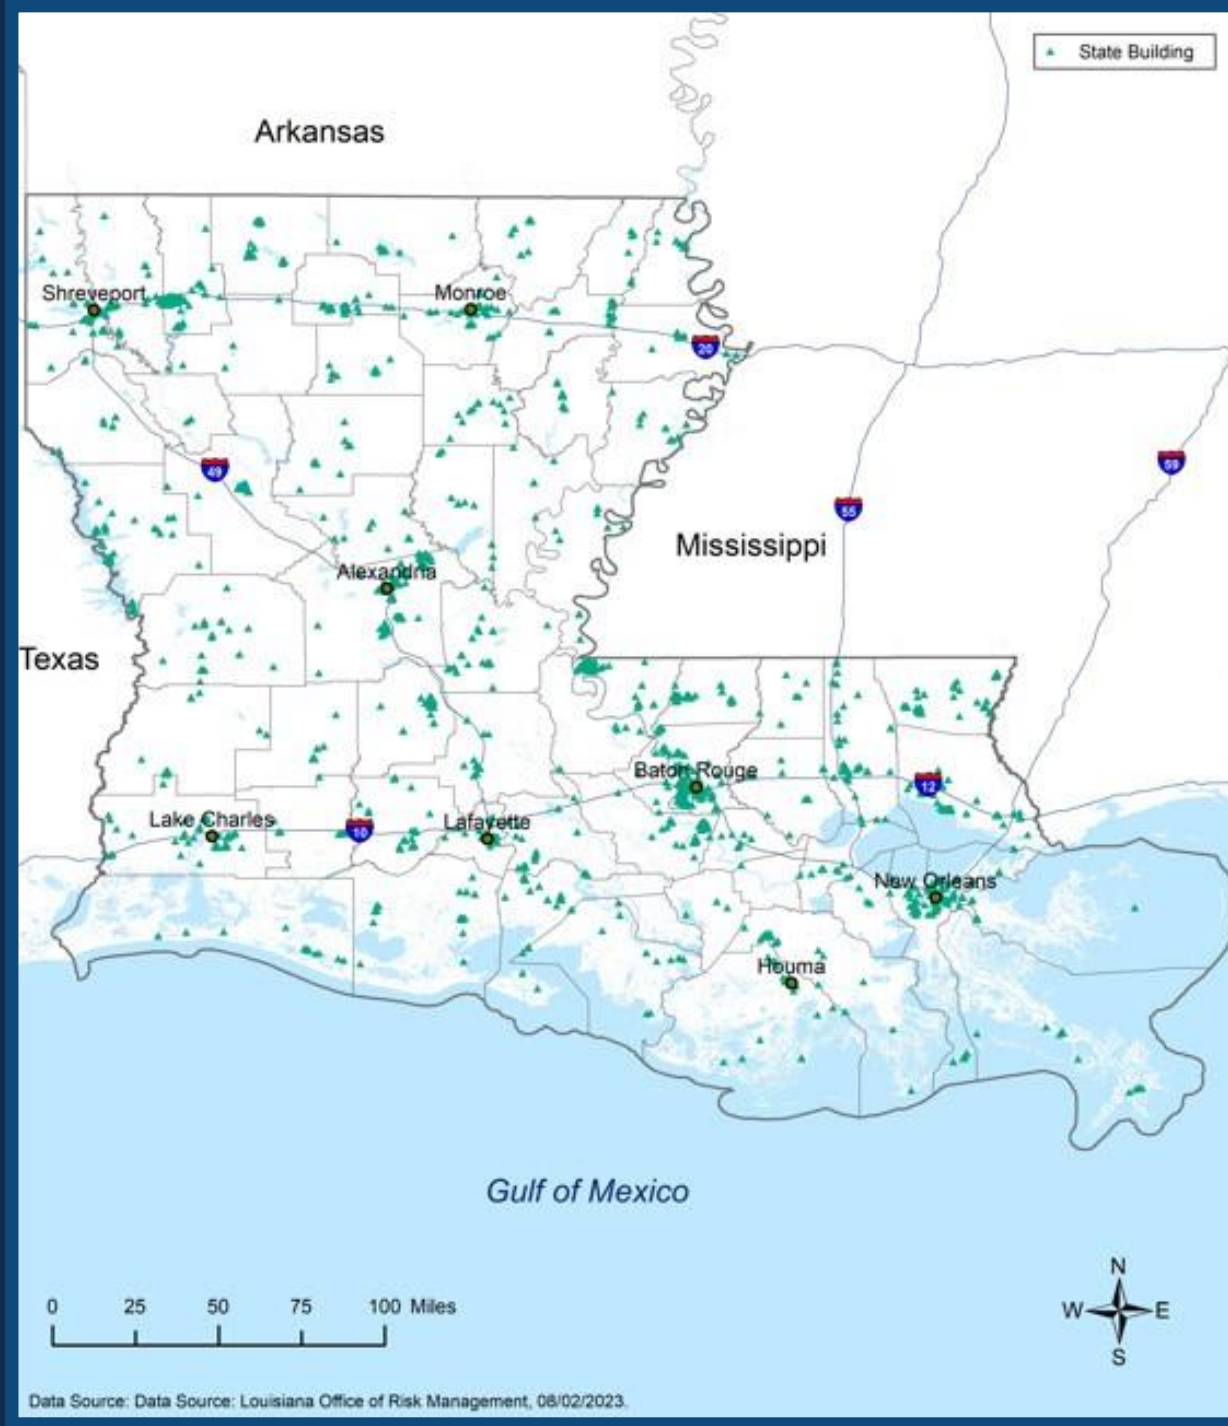 State Building
Arkansas
Shreveport
Monroe
20
49
59
55
Mississippi
Alexandria
Texas
Baton Rouge
12
Lake Charles
10
Lafayette
New Orleans
Houma
Gulf of Mexico
N
W E
S
0 25 50 75 100 Miles
Data Source: Data Source: Louisiana Office of Risk Management, 08/02/2023.